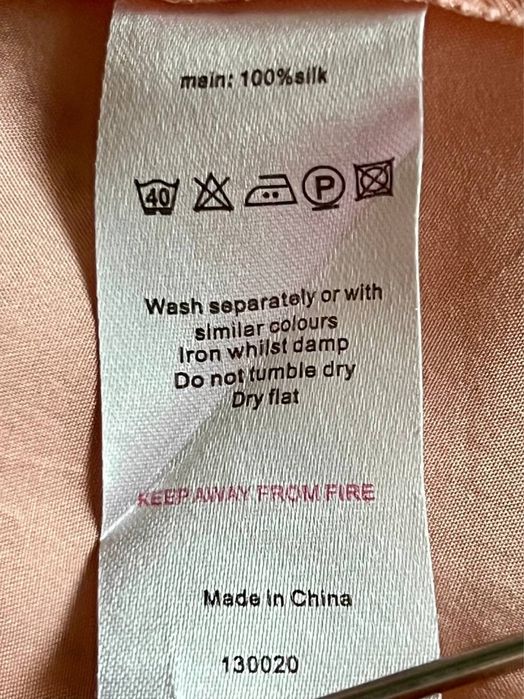 main: 100%silk
40 P
Wash separately or with
similar colours
Iron whilst damp
Do not tumble dry
Dry flat
KEEP AWAY FROM FIRE
Made in China
130020